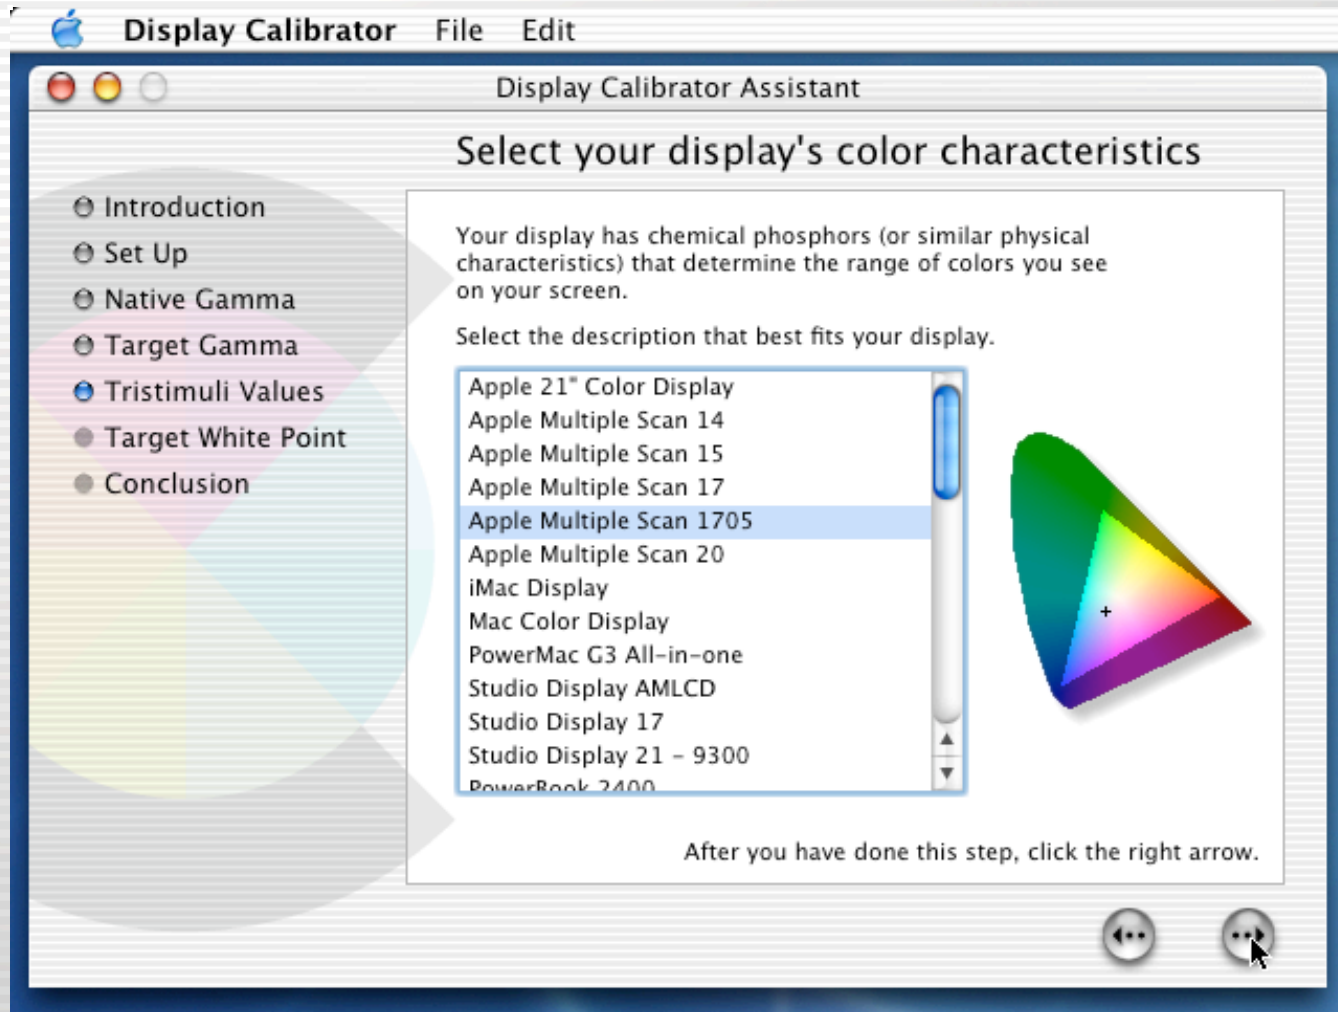 Display Calibrator File Edit
Display Calibrator Assistant
Select your display's color characteristics
Introduction
Set Up
Native Gamma
Target Gamma
Tristimuli Values
Target White Point
Conclusion
Your display has chemical phosphors (or similar physical
characteristics) that determine the range of colors you see
on your screen.
Select the description that best fits your display.
Apple 21" Color Display
Apple Multiple Scan 14
Apple Multiple Scan 15
Apple Multiple Scan 17
Apple Multiple Scan 1705
Apple Multiple Scan 20
iMac Display
Mac Color Display
PowerMac G3 All-in-one
Studio Display AMLCD
Studio Display 17
Studio Display 21 - 9300
PowerBook 2400
After you have done this step, click the right arrow.